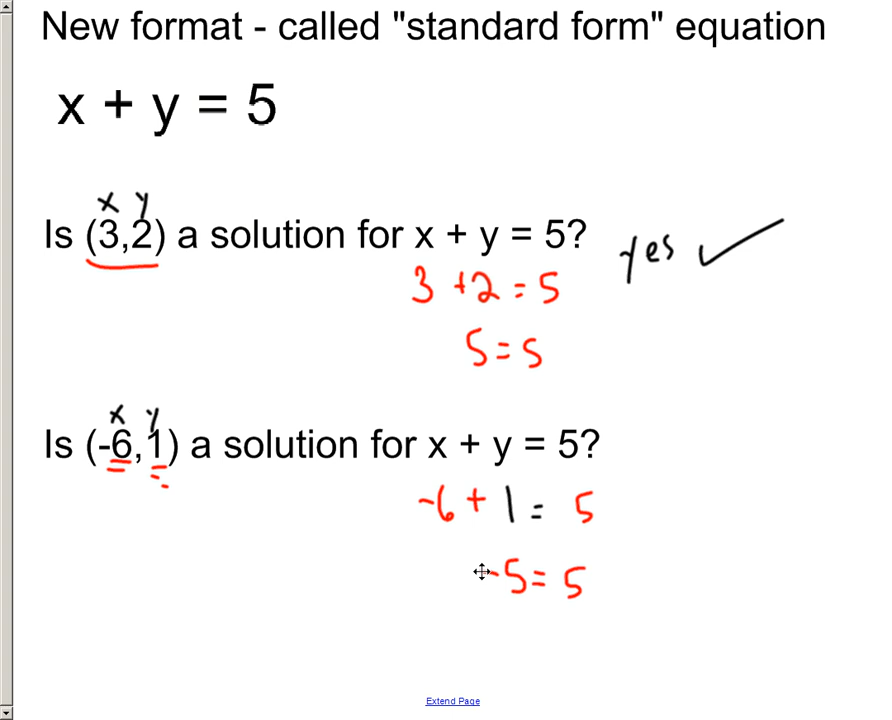 New format - called "standard form" equation
x + y = 5
x y
Is (3,2) a solution for x + y = 5?
yes
3 + 2 = 5
5 = 5
x y
Is (-6,1) a solution for x + y = 5?
-6 + 1 = 5
-5 = 5
Extend Page